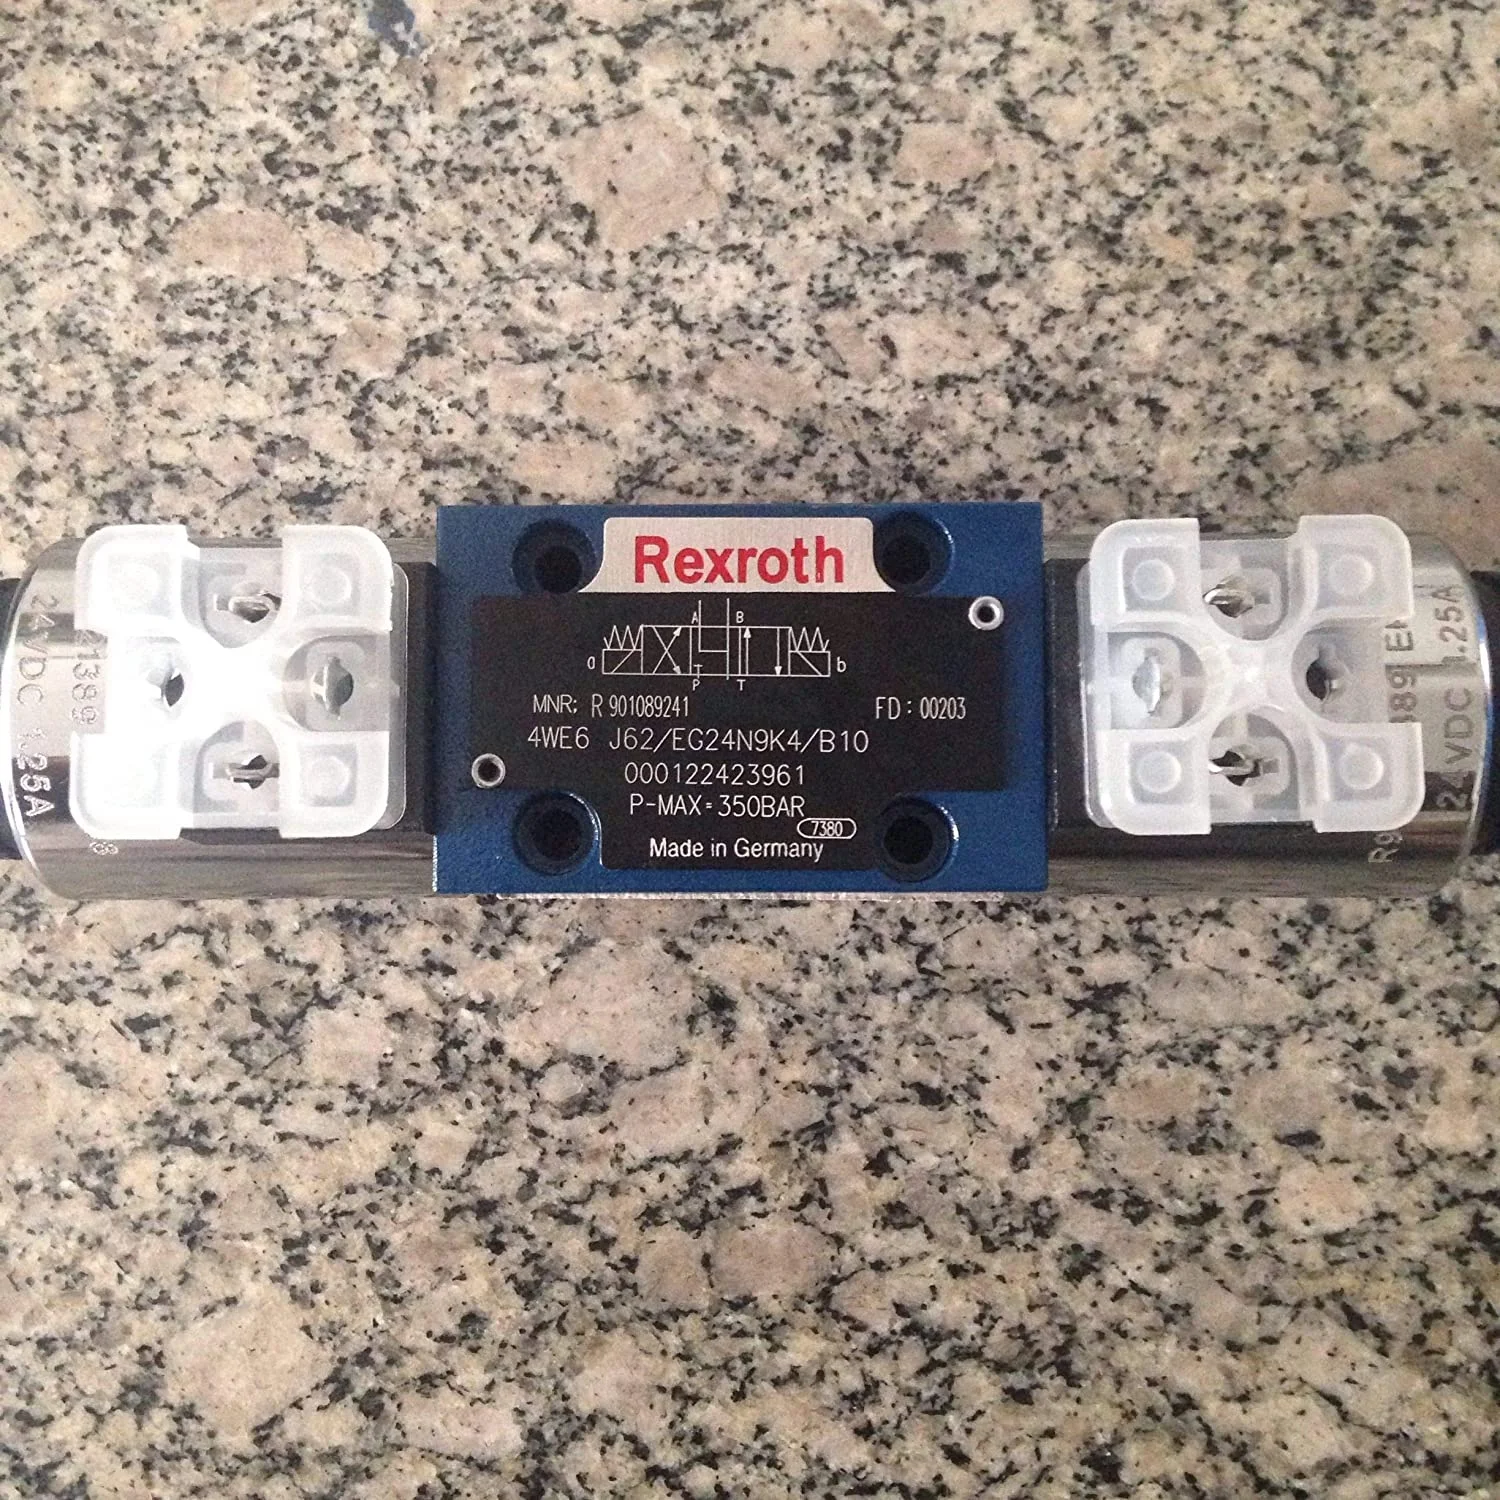 Rexroth
A B
a b
P T
MNR: R 901089241 FD: 00203
4WE6 J62/EG24N9K4/B10
000122423961
P-MAX=350BAR
7380
Made in Germany
24VDC 1.25A
24VDC 1.25A